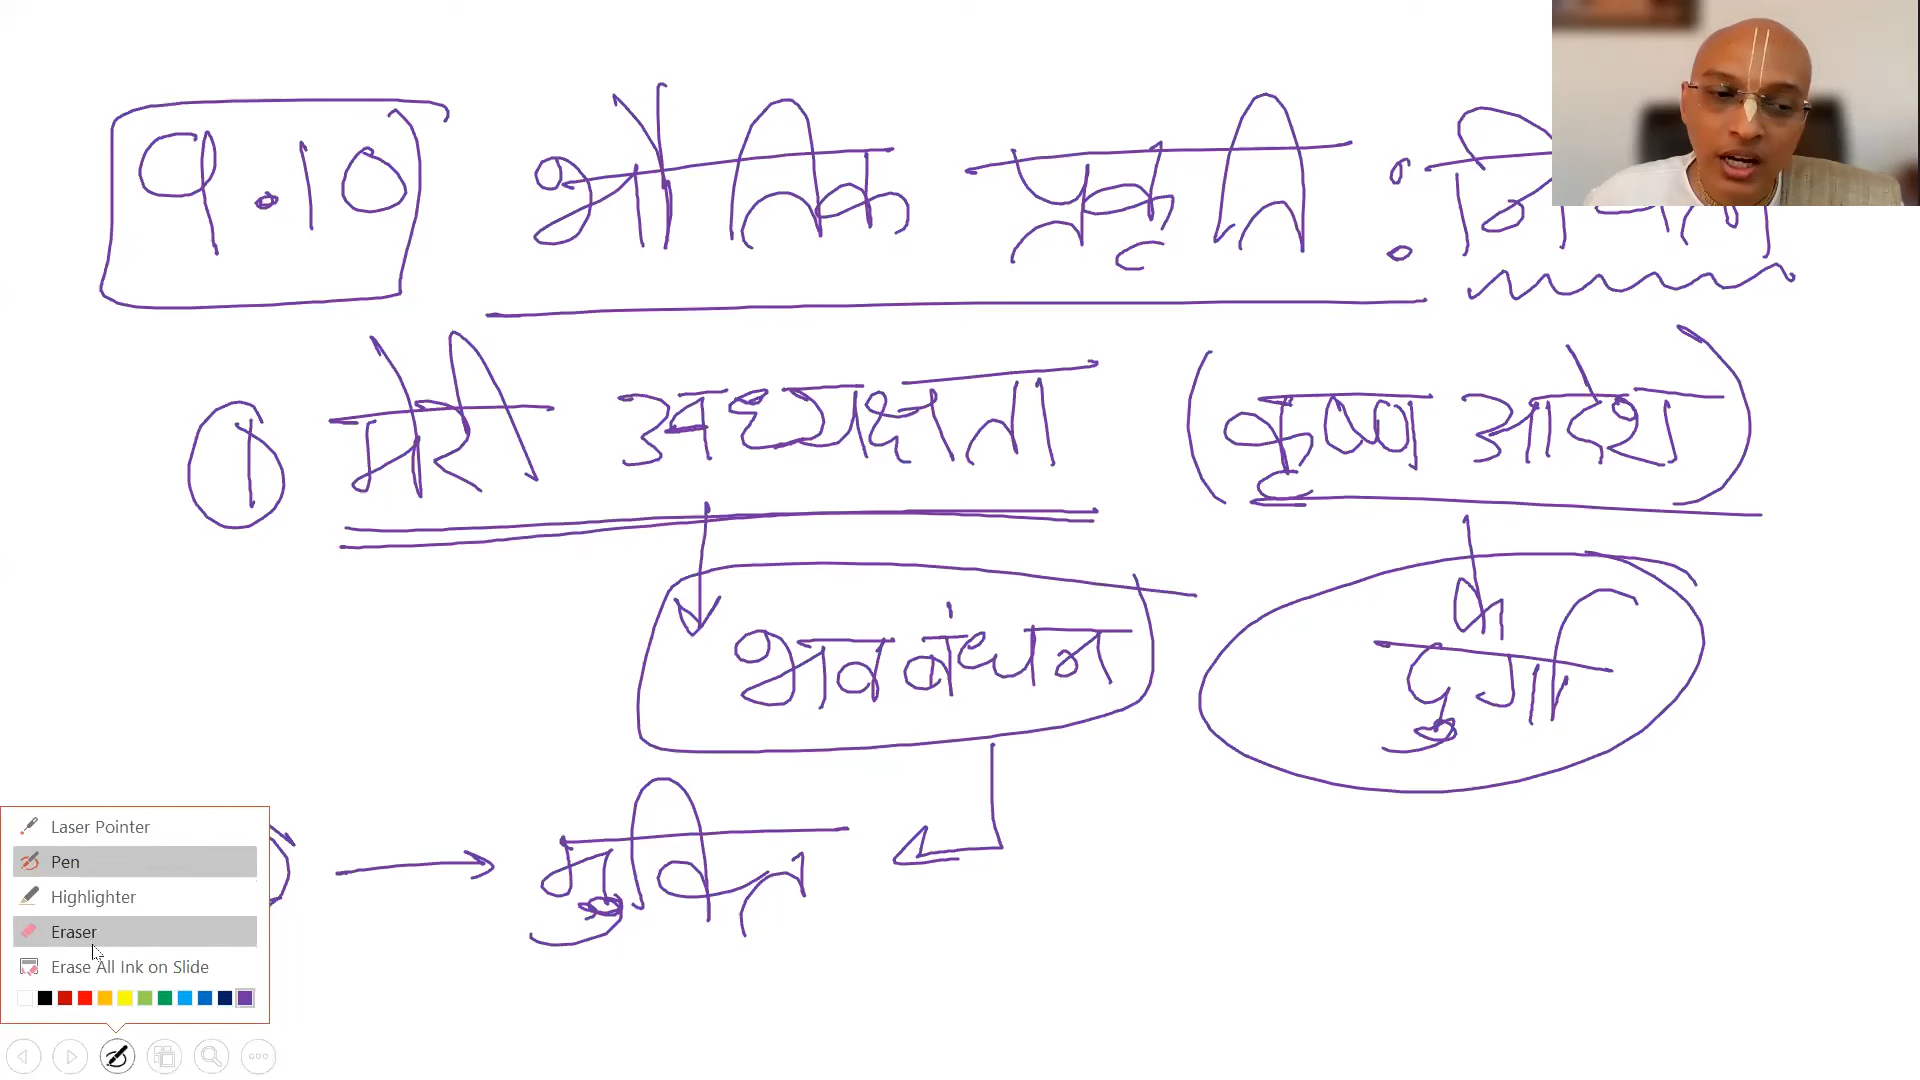 9.10 भौतिक प्रकृति :
① मेरी अध्यक्षता (कृष्ण आदेश)
के
भव बंधन दुर्गा
→ मुक्ति
Laser Pointer
Pen
Highlighter
Eraser
Erase All Ink on Slide